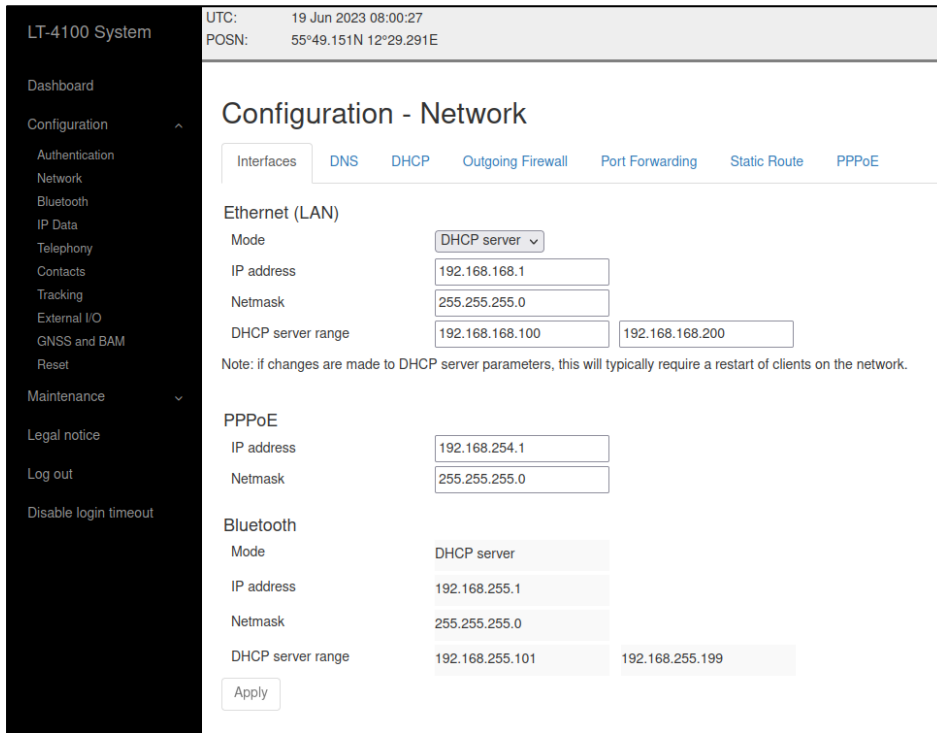 LT-4100 System
Dashboard
Configuration
Authentication
Network
Bluetooth
IP Data
Telephony
Contacts
Tracking
External I/O
GNSS and BAM
Reset
Maintenance
Legal notice
Log out
Disable login timeout
UTC: 19 Jun 2023 08:00:27
POSN: 55°49.151N 12°29.291E
Configuration - Network
Interfaces DNS DHCP Outgoing Firewall Port Forwarding Static Route PPPoE
Ethernet (LAN)
Mode DHCP server
IP address 192.168.168.1
Netmask 255.255.255.0
DHCP server range 192.168.168.100 192.168.168.200
Note: if changes are made to DHCP server parameters, this will typically require a restart of clients on the network.
PPPoE
IP address 192.168.254.1
Netmask 255.255.255.0
Bluetooth
Mode DHCP server
IP address 192.168.255.1
Netmask 255.255.255.0
DHCP server range 192.168.255.101 192.168.255.199
Apply